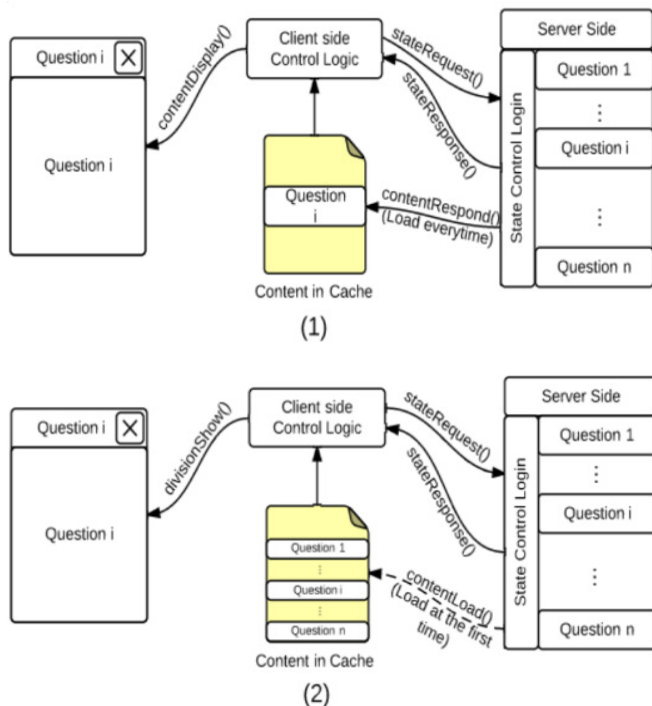 Question i
X
Question i
contentDisplay()
Client side
Control Logic
stateRequest()
stateResponse()
Question
i
Content in Cache
contentRespond()
(Load everytime)
Server Side
State Control Login
Question 1
⋮
Question i
⋮
Question n
(1)
Question i
X
Question i
divisionShow()
Client side
Control Logic
stateRequest()
stateResponse()
Question 1
⋮
Question i
⋮
Question n
Content in Cache
contentLoad()
(Load at the first
time)
Server Side
State Control Login
Question 1
⋮
Question i
⋮
Question n
(2)